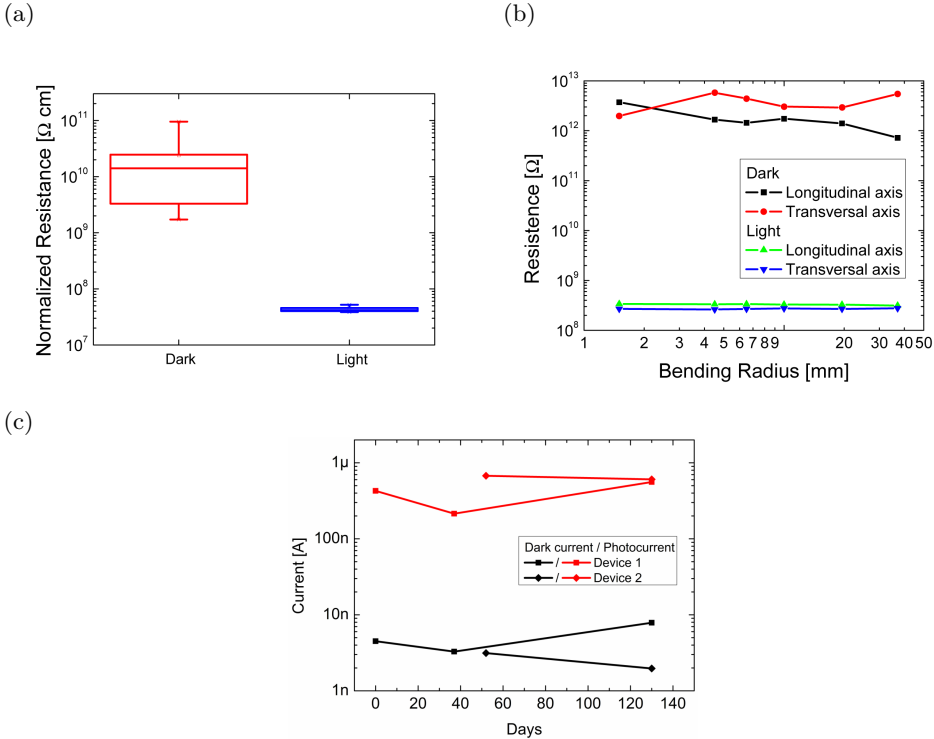 (a)
Normalized Resistance [Ω cm]
10^11
10^10
10^9
10^8
10^7
Dark
Light
(b)
Resistence [Ω]
10^13
10^12
10^11
10^10
10^9
10^8
Dark
Longitudinal axis
Transversal axis
Light
Longitudinal axis
Transversal axis
1 2 3 4 5 6 7 8 9 20 30 40 50
Bending Radius [mm]
(c)
Current [A]
1µ
100n
10n
1n
Dark current / Photocurrent
/ Device 1
/ Device 2
0 20 40 60 80 100 120 140
Days